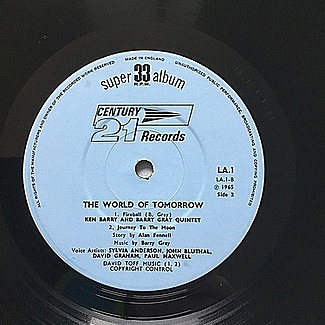 MADE IN ENGLAND
ALL RIGHTS OF THE MANUFACTURERS AND OF THE OWNER OF THE RECORDED WORK RESERVED
UNAUTHORISED PUBLIC PERFORMANCE, BROADCASTING AND COPYING PROHIBITED
super 33 album
R.P.M.
CENTURY
21 Records
LA.1
LA.1-B
℗ 1965
Side 2
THE WORLD OF TOMORROW
1. Fireball (B. Gray)
KEN BARRY AND BARRY GRAY QUINTET
2. Journey To The Moon
Story by Alan Fennell
Music by Barry Gray
Voice Artists: SYLVIA ANDERSON, JOHN BLUTHAL,
DAVID GRAHAM, PAUL MAXWELL
DAVID TOFF MUSIC (1, 2)
COPYRIGHT CONTROL